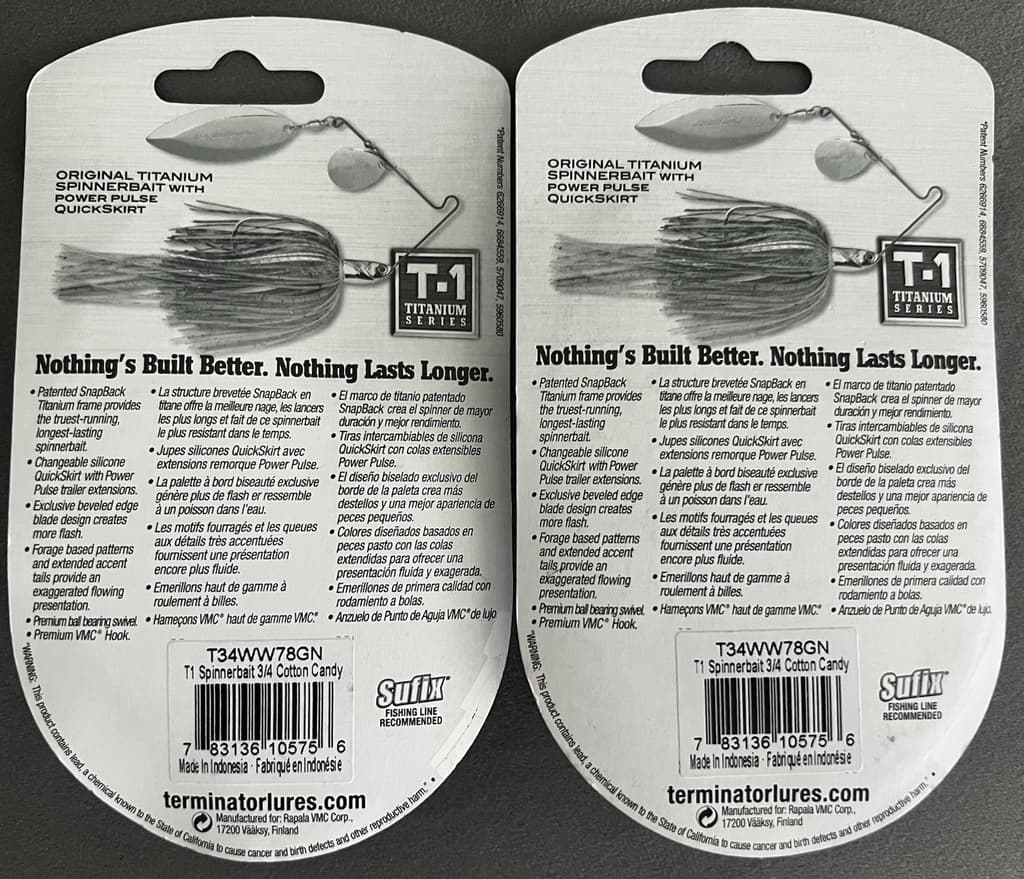 ORIGINAL TITANIUM
SPINNERBAIT WITH
POWER PULSE
QUICKSKIRT
*Patent Numbers 6266914, 6684559, 5709047, 5960580
T-1
TITANIUM
SERIES
Nothing's Built Better. Nothing Lasts Longer.
• Patented SnapBack
Titanium frame provides
the truest-running,
longest-lasting
spinnerbait.
• Changeable silicone
QuickSkirt with Power
Pulse trailer extensions.
• Exclusive beveled edge
blade design creates
more flash.
• Forage based patterns
and extended accent
tails provide an
exaggerated flowing
presentation.
• Premium ball bearing swivel.
• Premium VMC® Hook.
• La structure brevetée SnapBack en
titane offre la meilleure nage, les lancers
les plus longs et fait de ce spinnerbait
le plus resistant dans le temps.
• Jupes silicones QuickSkirt avec
extensions remorque Power Pulse.
• La palette à bord biseauté exclusive
génère plus de flash er ressemble
à un poisson dans l'eau.
• Les motifs fourragés et les queues
aux détails très accentuées
fournissent une présentation
encore plus fluide.
• Emerillons haut de gamme à
roulement à billes.
• Hameçons VMC® haut de gamme VMC.®
• El marco de titanio patentado
SnapBack crea el spinner de mayor
duración y mejor rendimiento.
• Tiras intercambiables de silicona
QuickSkirt con colas extensibles
Power Pulse.
• El diseño biselado exclusivo del
borde de la paleta crea más
destellos y una mejor apariencia de
peces pequeños.
• Colores diseñados basados en
peces pasto con las colas
extendidas para ofrecer una
presentación fluida y exagerada.
• Emerillones de primera calidad con
rodamiento a bolas.
• Anzuelo de Punto de Aguja VMC® de lujo
T34WW78GN
T1 Spinnerbait 3/4 Cotton Candy
7 83136 10575 6
Made In Indonesia · Fabriqué en Indonésie
Sufix
FISHING LINE
RECOMMENDED
terminatorlures.com
Manufactured for: Rapala VMC Corp.,
17200 Vääksy, Finland
*WARNING: This product contains lead, a chemical known to the State of California to cause cancer and birth defects and other reproductive harm.*
ORIGINAL TITANIUM
SPINNERBAIT WITH
POWER PULSE
QUICKSKIRT
*Patent Numbers 6266914, 6684559, 5709047, 5960580
T-1
TITANIUM
SERIES
Nothing's Built Better. Nothing Lasts Longer.
• Patented SnapBack
Titanium frame provides
the truest-running,
longest-lasting
spinnerbait.
• Changeable silicone
QuickSkirt with Power
Pulse trailer extensions.
• Exclusive beveled edge
blade design creates
more flash.
• Forage based patterns
and extended accent
tails provide an
exaggerated flowing
presentation.
• Premium ball bearing swivel.
• Premium VMC® Hook.
• La structure brevetée SnapBack en
titane offre la meilleure nage, les lancers
les plus longs et fait de ce spinnerbait
le plus resistant dans le temps.
• Jupes silicones QuickSkirt avec
extensions remorque Power Pulse.
• La palette à bord biseauté exclusive
génère plus de flash er ressemble
à un poisson dans l'eau.
• Les motifs fourragés et les queues
aux détails très accentuées
fournissent une présentation
encore plus fluide.
• Emerillons haut de gamme à
roulement à billes.
• Hameçons VMC® haut de gamme VMC.®
• El marco de titanio patentado
SnapBack crea el spinner de mayor
duración y mejor rendimiento.
• Tiras intercambiables de silicona
QuickSkirt con colas extensibles
Power Pulse.
• El diseño biselado exclusivo del
borde de la paleta crea más
destellos y una mejor apariencia de
peces pequeños.
• Colores diseñados basados en
peces pasto con las colas
extendidas para ofrecer una
presentación fluida y exagerada.
• Emerillones de primera calidad con
rodamiento a bolas.
• Anzuelo de Punto de Aguja VMC® de lujo.
T34WW78GN
T1 Spinnerbait 3/4 Cotton Candy
7 83136 10575 6
Made In Indonesia · Fabriqué en Indonésie
Sufix
FISHING LINE
RECOMMENDED
terminatorlures.com
Manufactured for: Rapala VMC Corp.,
17200 Vääksy, Finland
*WARNING: This product contains lead, a chemical known to the State of California to cause cancer and birth defects and other reproductive harm.*